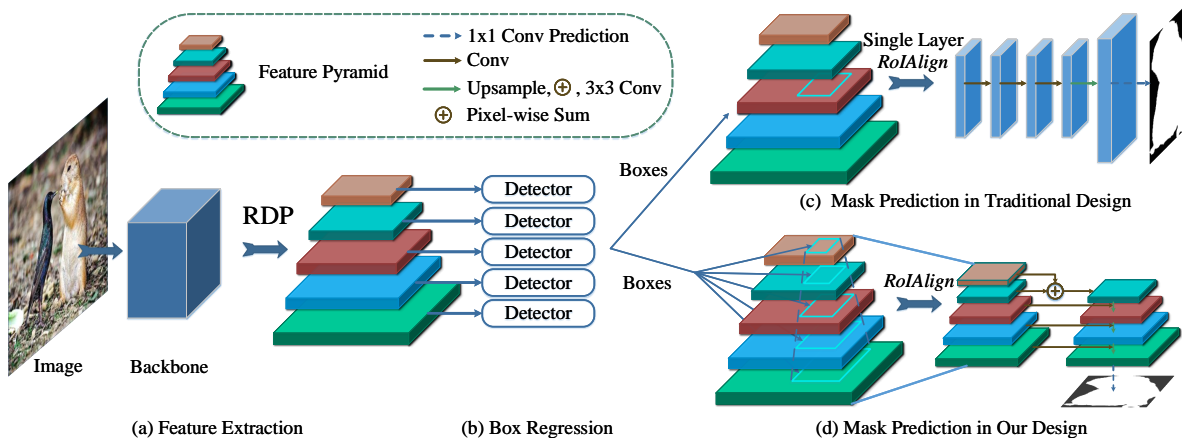 Feature Pyramid
1x1 Conv Prediction
Conv
Upsample, , 3x3 Conv
Pixel-wise Sum
Single Layer
RoIAlign
Boxes
(c) Mask Prediction in Traditional Design
RDP
Detector
Detector
Detector
Detector
Detector
Boxes
RoIAlign
Image
Backbone
(a) Feature Extraction
(b) Box Regression
(d) Mask Prediction in Our Design